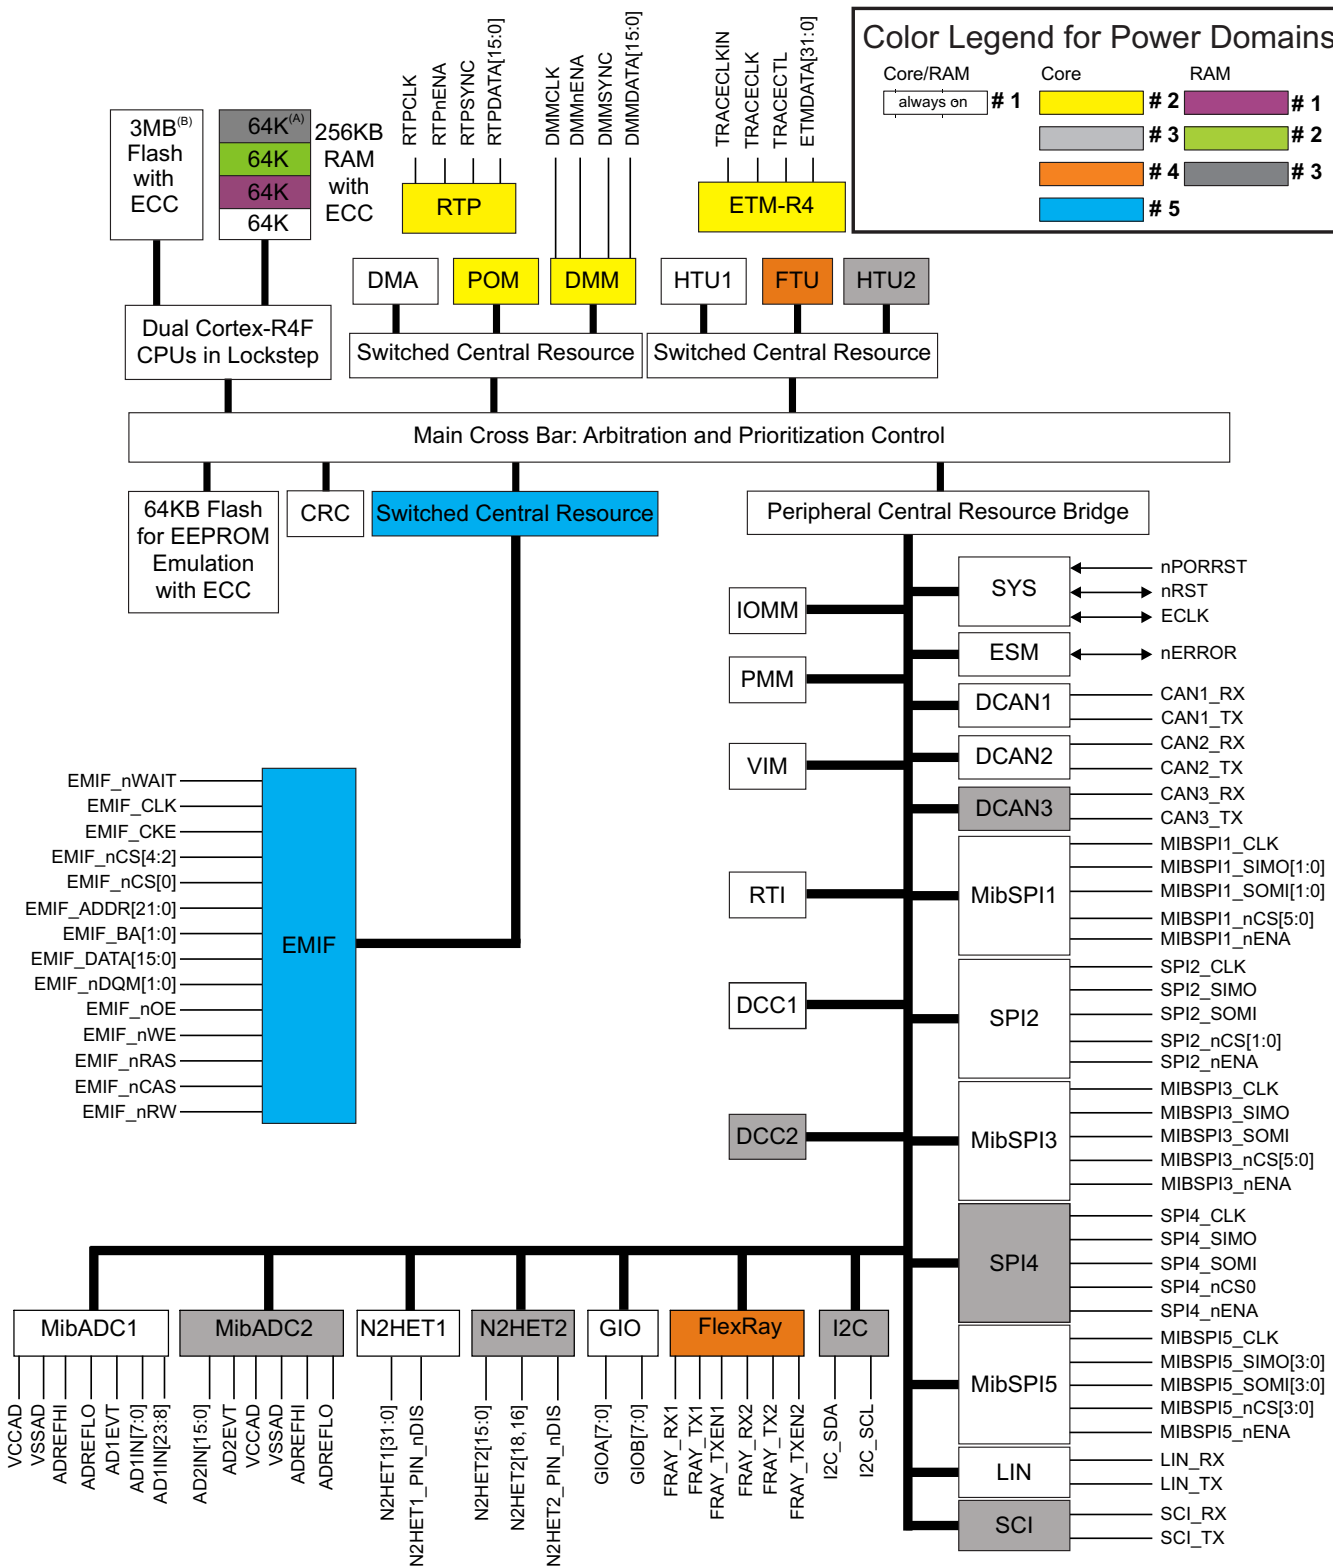 Color Legend for Power Domains
Core/RAM
Core
RAM
always on
# 1
# 2
# 1
# 3
# 2
# 4
# 3
# 5
RTPCLK
RTPnENA
RTPSYNC
RTPDATA[15:0]
DMMCLK
DMMnENA
DMMSYNC
DMMDATA[15:0]
TRACECLKIN
TRACECLK
TRACECTL
ETMDATA[31:0]
3MB(B)
Flash
with
ECC
64K(A)
64K
64K
64K
256KB
RAM
with
ECC
RTP
ETM-R4
DMA
POM
DMM
HTU1
FTU
HTU2
Dual Cortex-R4F
CPUs in Lockstep
Switched Central Resource
Switched Central Resource
Main Cross Bar: Arbitration and Prioritization Control
64KB Flash
for EEPROM
Emulation
with ECC
CRC
Switched Central Resource
Peripheral Central Resource Bridge
IOMM
PMM
VIM
RTI
DCC1
DCC2
SYS
nPORRST
nRST
ECLK
ESM
nERROR
DCAN1
CAN1_RX
CAN1_TX
DCAN2
CAN2_RX
CAN2_TX
DCAN3
CAN3_RX
CAN3_TX
MibSPI1
MIBSPI1_CLK
MIBSPI1_SIMO[1:0]
MIBSPI1_SOMI[1:0]
MIBSPI1_nCS[5:0]
MIBSPI1_nENA
SPI2
SPI2_CLK
SPI2_SIMO
SPI2_SOMI
SPI2_nCS[1:0]
SPI2_nENA
MibSPI3
MIBSPI3_CLK
MIBSPI3_SIMO
MIBSPI3_SOMI
MIBSPI3_nCS[5:0]
MIBSPI3_nENA
SPI4
SPI4_CLK
SPI4_SIMO
SPI4_SOMI
SPI4_nCS0
SPI4_nENA
MibSPI5
MIBSPI5_CLK
MIBSPI5_SIMO[3:0]
MIBSPI5_SOMI[3:0]
MIBSPI5_nCS[3:0]
MIBSPI5_nENA
LIN
LIN_RX
LIN_TX
SCI
SCI_RX
SCI_TX
EMIF_nWAIT
EMIF_CLK
EMIF_CKE
EMIF_nCS[4:2]
EMIF_nCS[0]
EMIF_ADDR[21:0]
EMIF_BA[1:0]
EMIF_DATA[15:0]
EMIF_nDQM[1:0]
EMIF_nOE
EMIF_nWE
EMIF_nRAS
EMIF_nCAS
EMIF_nRW
EMIF
MibADC1
MibADC2
N2HET1
N2HET2
GIO
FlexRay
I2C
VCCAD
VSSAD
ADREFHI
ADREFLO
AD1EVT
AD1IN[7:0]
AD1IN[23:8]
AD2IN[15:0]
AD2EVT
VCCAD
VSSAD
ADREFHI
ADREFLO
N2HET1[31:0]
N2HET1_PIN_nDIS
N2HET2[15:0]
N2HET2[18,16]
N2HET2_PIN_nDIS
GIOA[7:0]
GIOB[7:0]
FRAY_RX1
FRAY_TX1
FRAY_TXEN1
FRAY_RX2
FRAY_TX2
FRAY_TXEN2
I2C_SDA
I2C_SCL